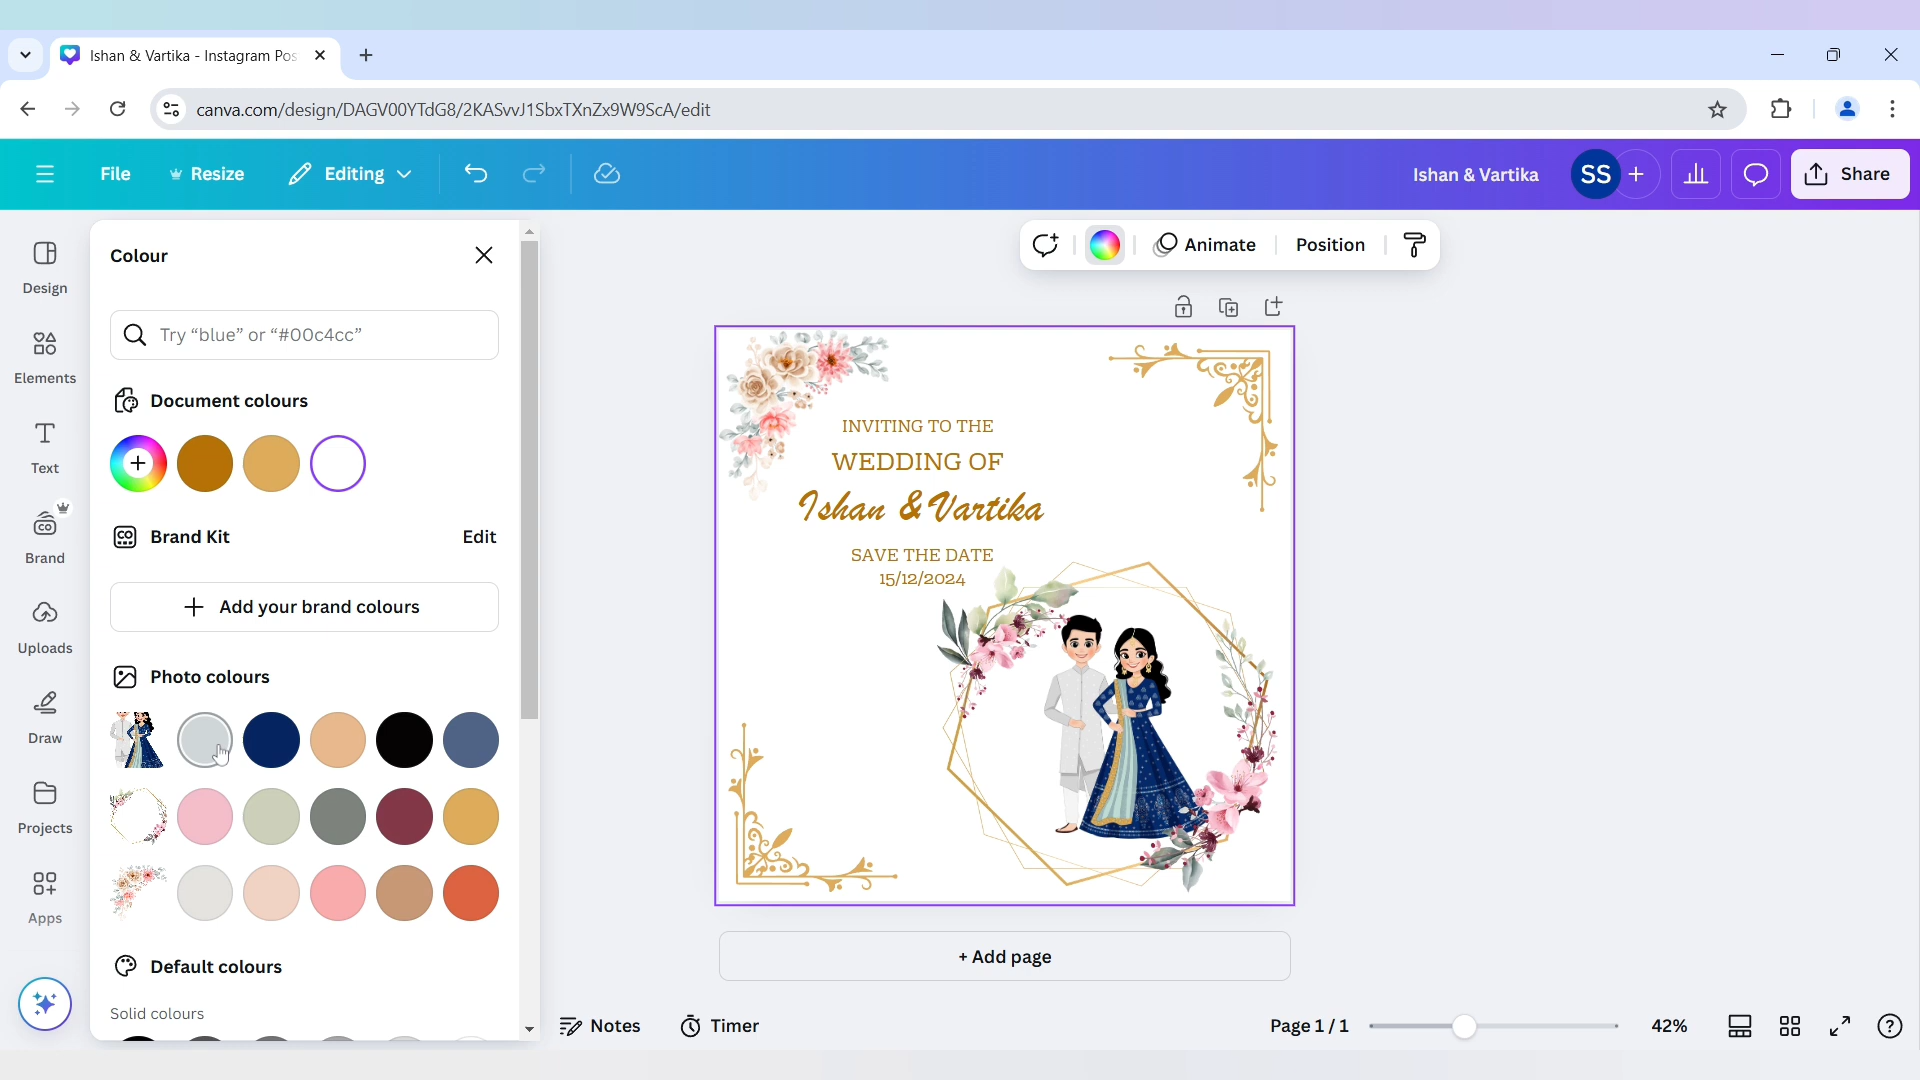 Ishan & Vartika - Instagram Pos
canva.com/design/DAGV00YTdG8/2KASvvJ1SbxTXnZx9W9ScA/edit
File
Resize
Editing
Ishan & Vartika
SS
Share
Design
Elements
Text
Brand
Uploads
Draw
Projects
Apps
Colour
Try “blue” or “#00c4cc”
Document colours
Brand Kit
Edit
Add your brand colours
Photo colours
Default colours
Solid colours
Animate
Position
INVITING TO THE
WEDDING OF
Ishan & Vartika
SAVE THE DATE
15/12/2024
+ Add page
Notes
Timer
Page 1 / 1
42%